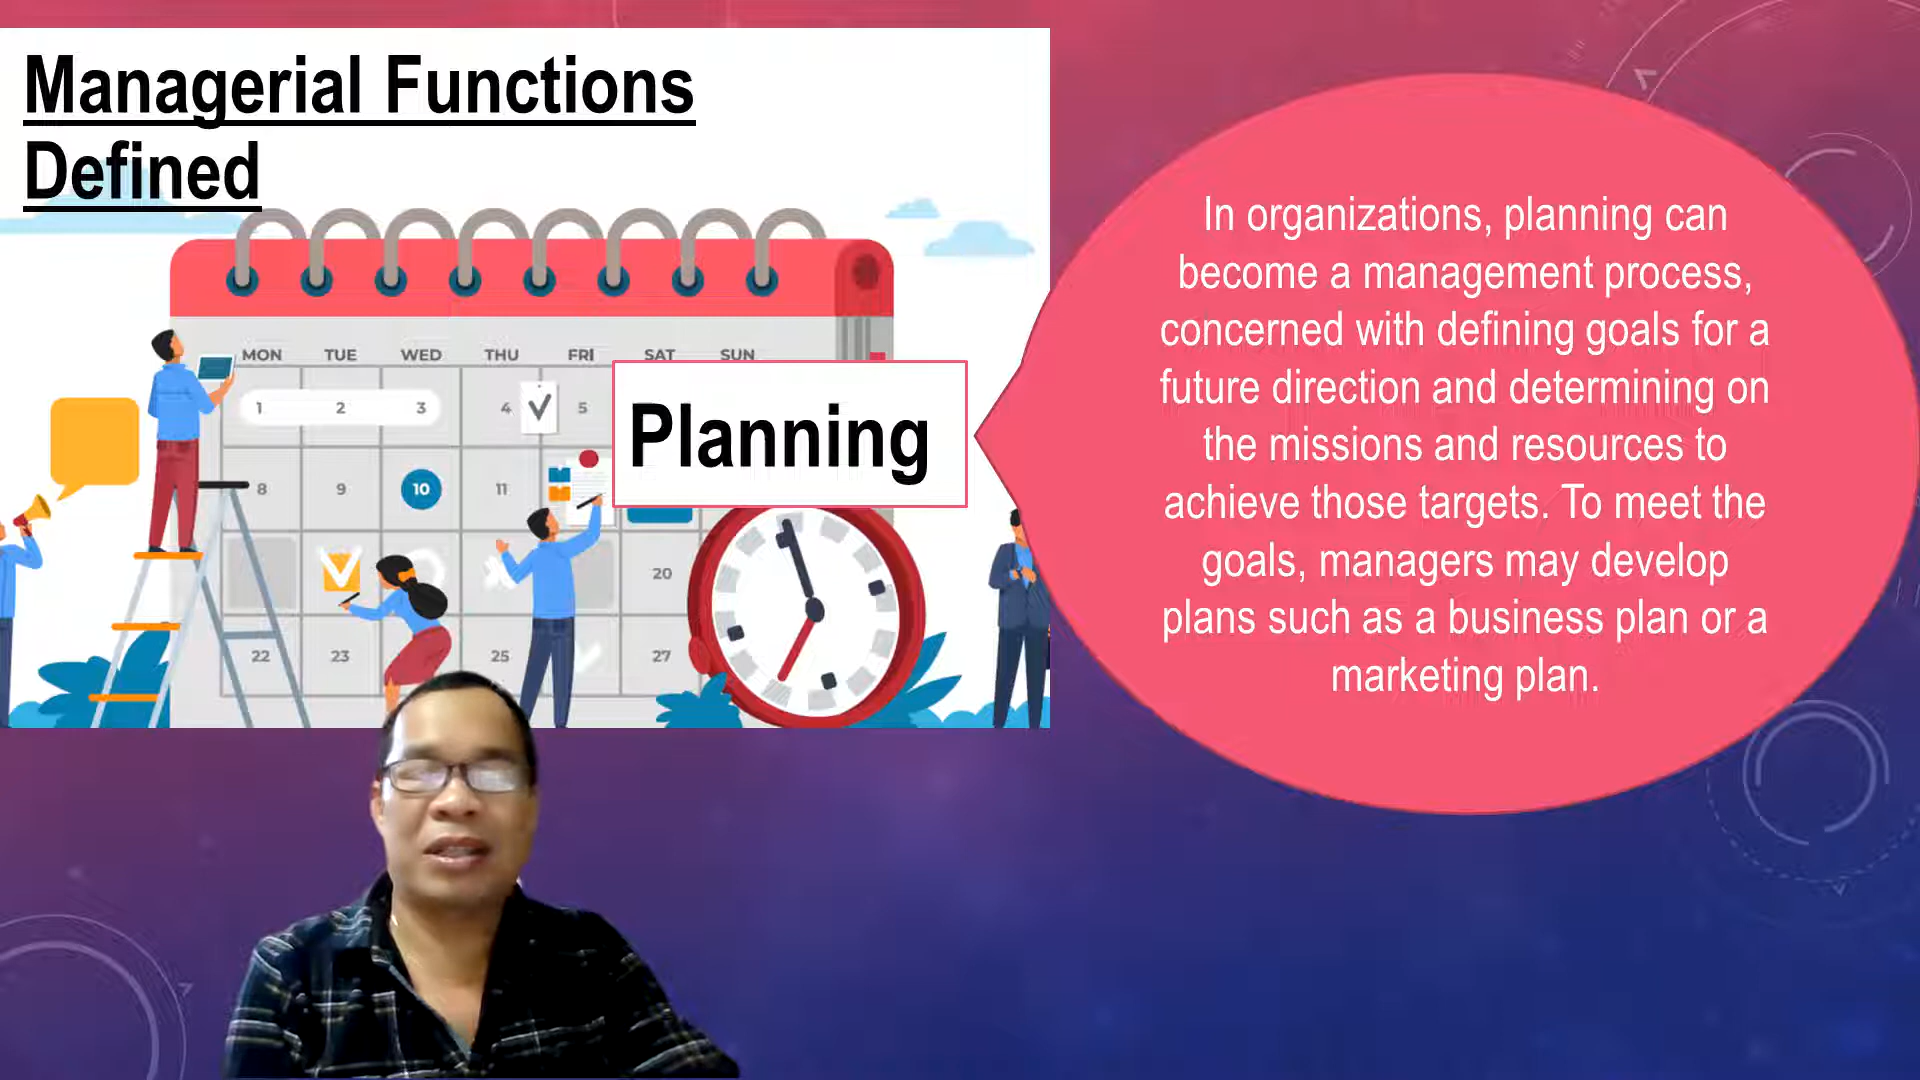 Managerial Functions
Defined
MON TUE WED THU FRI SAT SUN
1 2 3 4 5
8 9 10 11
20
22 23 25 27
Planning
In organizations, planning can
become a management process,
concerned with defining goals for a
future direction and determining on
the missions and resources to
achieve those targets. To meet the
goals, managers may develop
plans such as a business plan or a
marketing plan.